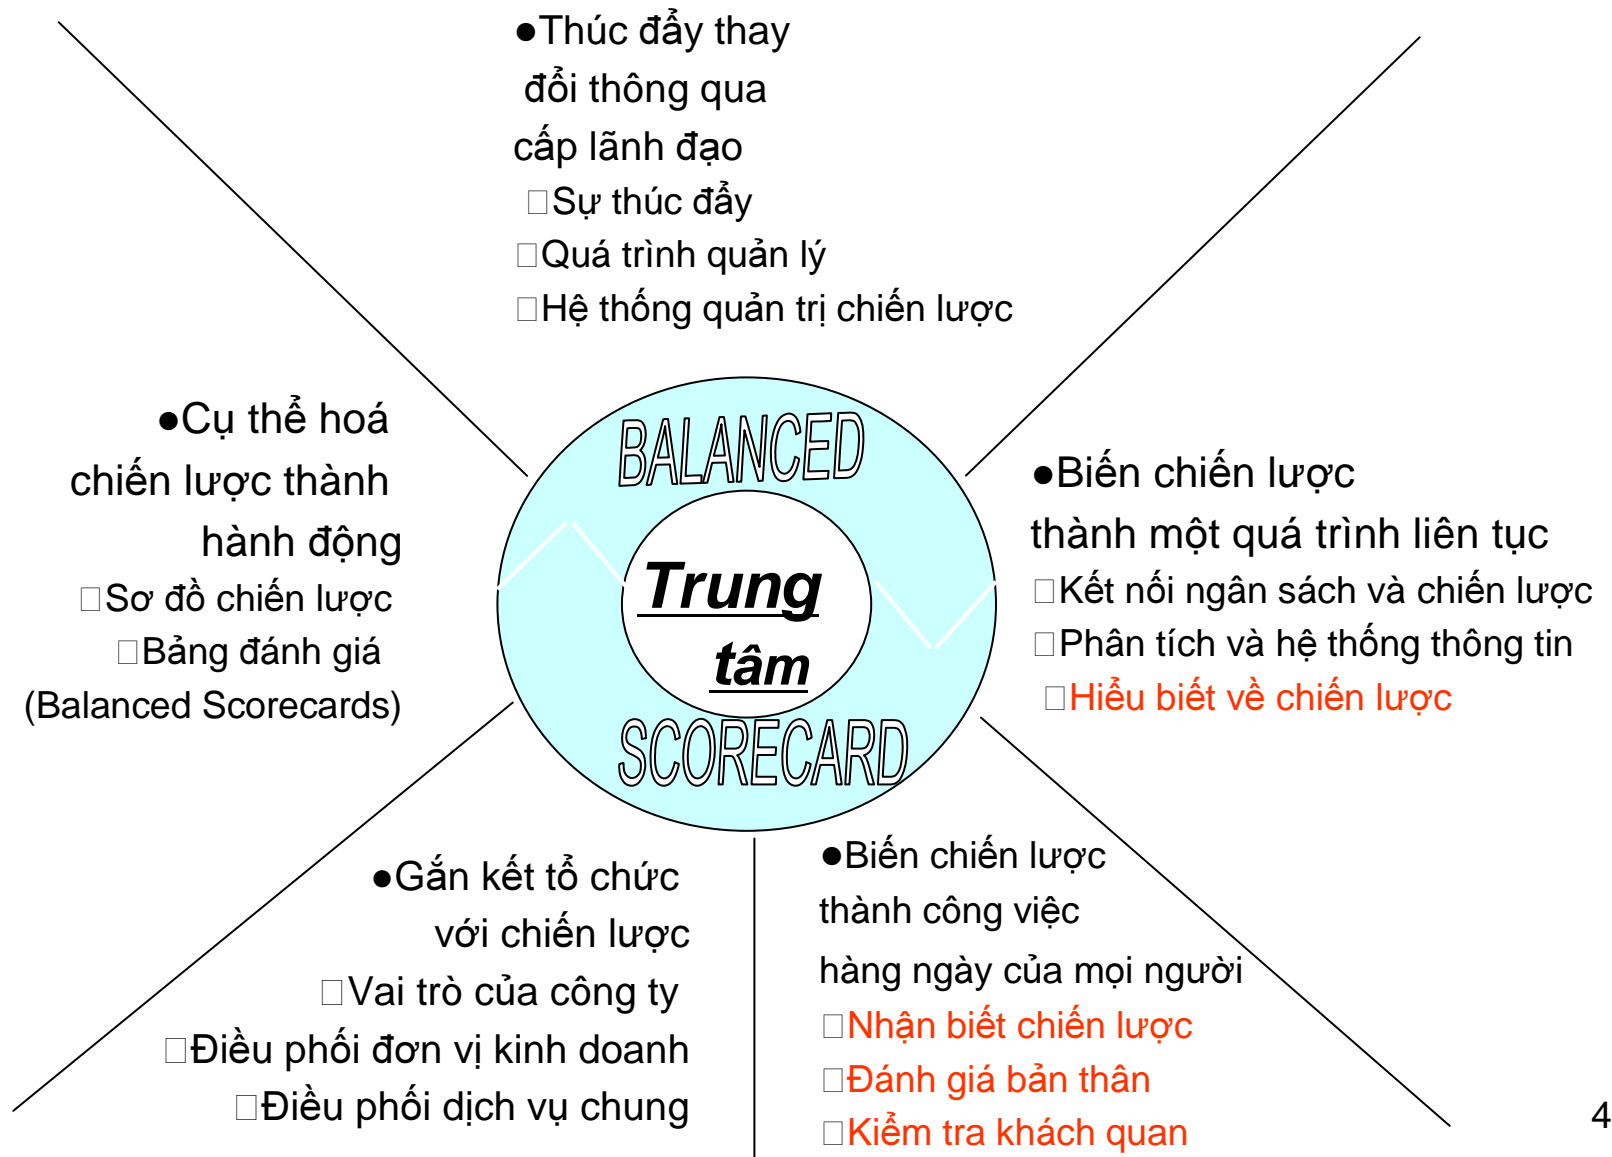 ●Thúc đẩy thay
đổi thông qua
cấp lãnh đạo
□Sự thúc đẩy
□Quá trình quản lý
□Hệ thống quản trị chiến lược
●Cụ thể hoá
chiến lược thành
hành động
□Sơ đồ chiến lược
□Bảng đánh giá
(Balanced Scorecards)
BALANCED
Trung
tâm
SCORECARD
●Biến chiến lược
thành một quá trình liên tục
□Kết nối ngân sách và chiến lược
□Phân tích và hệ thống thông tin
□Hiểu biết về chiến lược
●Gắn kết tổ chức
với chiến lược
□Vai trò của công ty
□Điều phối đơn vị kinh doanh
□Điều phối dịch vụ chung
●Biến chiến lược
thành công việc
hàng ngày của mọi người
□Nhận biết chiến lược
□Đánh giá bản thân
□Kiểm tra khách quan
4